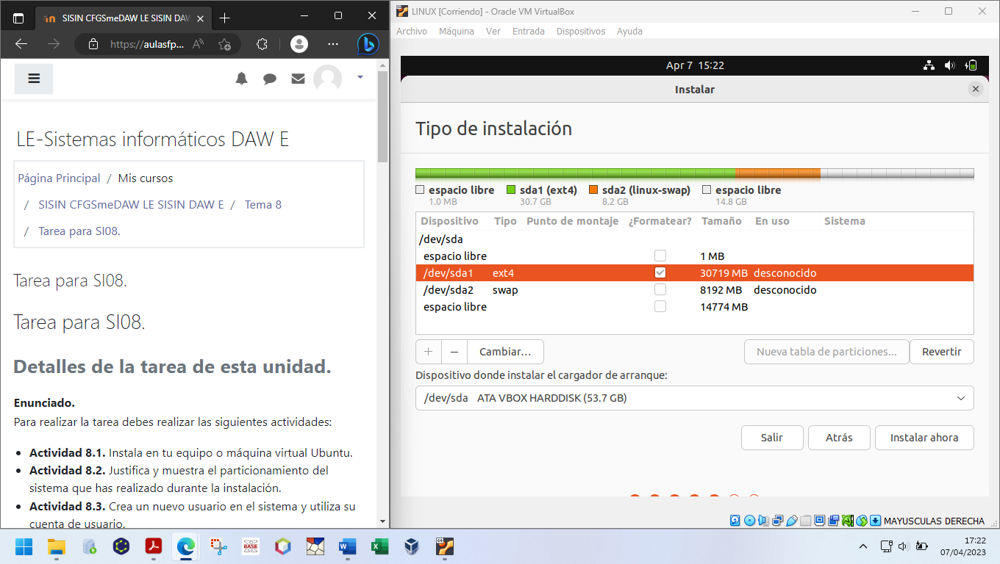 SISIN CFGSmeDAW LE SISIN DAW
https://aulasfp...
LE-Sistemas informáticos DAW E
Página Principal / Mis cursos
/ SISIN CFGSmeDAW LE SISIN DAW E / Tema 8
/ Tarea para SI08.
Tarea para SI08.
Tarea para SI08.
Detalles de la tarea de esta unidad.
Enunciado.
Para realizar la tarea debes realizar las siguientes actividades:
• Actividad 8.1. Instala en tu equipo o máquina virtual Ubuntu.
• Actividad 8.2. Justifica y muestra el particionamiento del
sistema que has realizado durante la instalación.
• Actividad 8.3. Crea un nuevo usuario en el sistema y utiliza su
cuenta de usuario.
LINUX [Corriendo] - Oracle VM VirtualBox
Archivo Máquina Ver Entrada Dispositivos Ayuda
Apr 7 15:22
Instalar
Tipo de instalación
espacio libre sda1 (ext4) sda2 (linux-swap) espacio libre
1.0 MB 30.7 GB 8.2 GB 14.8 GB
Dispositivo Tipo Punto de montaje ¿Formatear? Tamaño En uso Sistema
/dev/sda
espacio libre 1 MB
/dev/sda1 ext4 30719 MB desconocido
/dev/sda2 swap 8192 MB desconocido
espacio libre 14774 MB
+ – Cambiar... Nueva tabla de particiones... Revertir
Dispositivo donde instalar el cargador de arranque:
/dev/sda ATA VBOX HARDDISK (53.7 GB)
Salir Atrás Instalar ahora
MAYUSCULAS DERECHA
BASE
17:22
07/04/2023